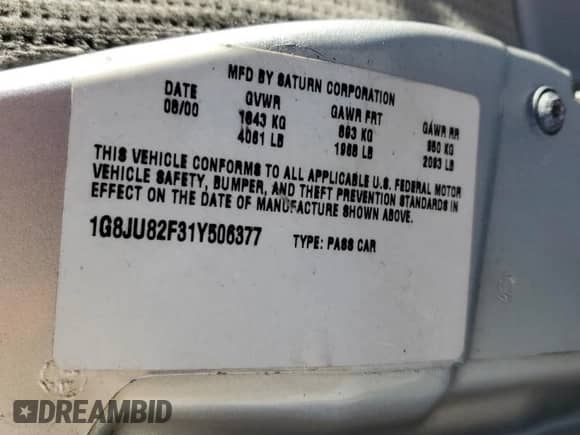 MFD BY SATURN CORPORATION
DATE GVWR GAWR FRT GAWR RR
08/00 1843 KG 893 KG 950 KG
4061 LB 1968 LB 2093 LB
THIS VEHICLE CONFORMS TO ALL APPLICABLE U.S. FEDERAL MOTOR
VEHICLE SAFETY, BUMPER, AND THEFT PREVENTION STANDARDS IN
EFFECT ON THE DATE OF MANUFACTURE SHOWN ABOVE.
1G8JU82F31Y506377 TYPE: PASS CAR
DREAMBID